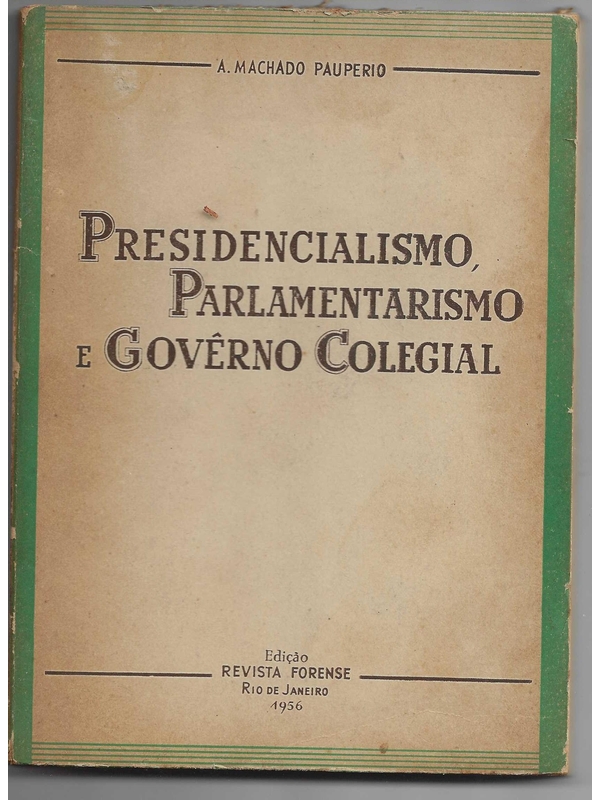 A. MACHADO PAUPERIO
PRESIDENCIALISMO,
PARLAMENTARISMO
E GOVÊRNO COLEGIAL
Edição
REVISTA FORENSE
RIO DE JANEIRO
1956